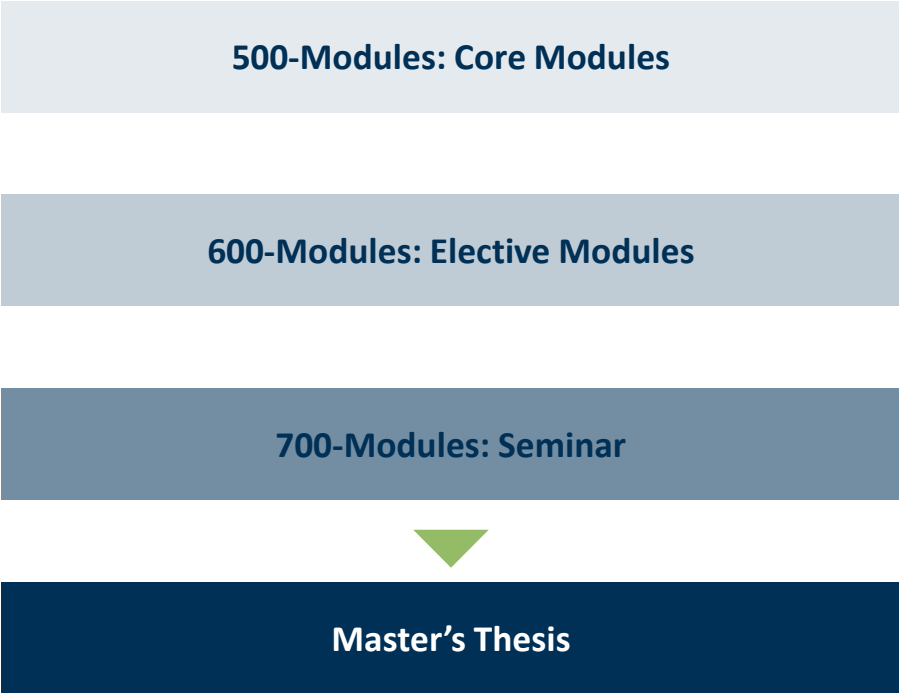 500-Modules: Core Modules
600-Modules: Elective Modules
700-Modules: Seminar
Master’s Thesis